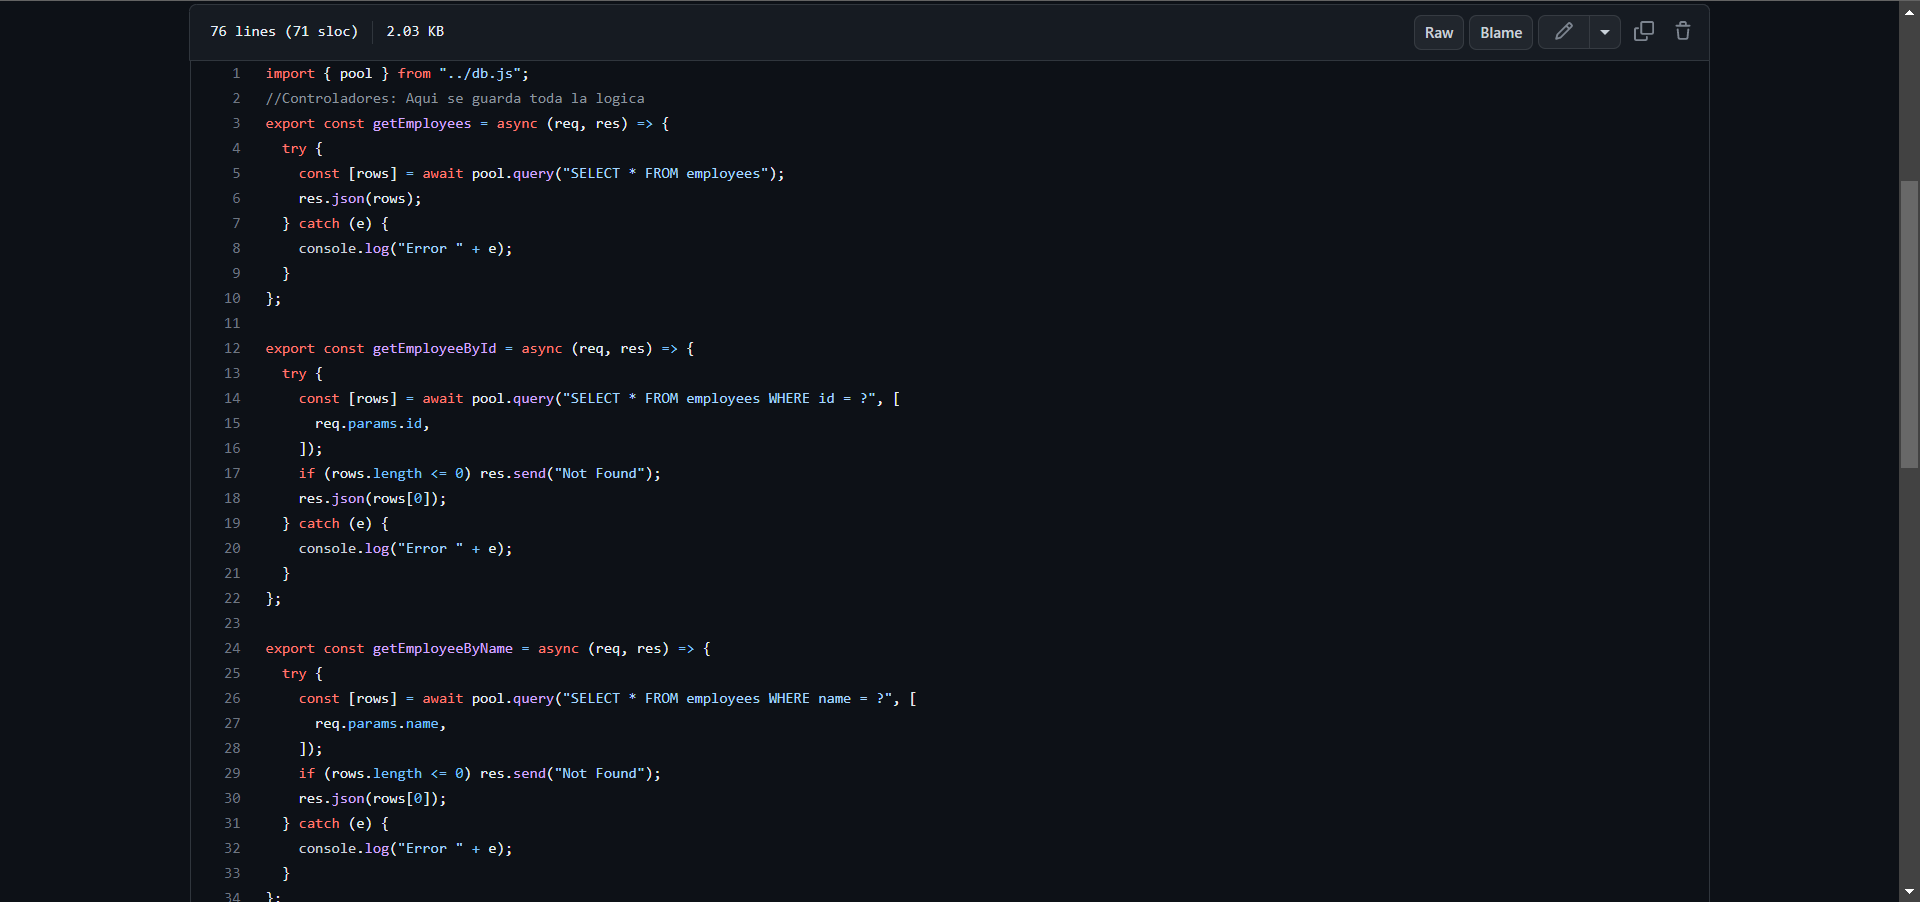 76 lines (71 sloc) 2.03 KB Raw Blame
1 import { pool } from "../db.js";
2 //Controladores: Aqui se guarda toda la logica
3 export const getEmployees = async (req, res) => {
4   try {
5     const [rows] = await pool.query("SELECT * FROM employees");
6     res.json(rows);
7   } catch (e) {
8     console.log("Error " + e);
9   }
10 };
11
12 export const getEmployeeById = async (req, res) => {
13   try {
14     const [rows] = await pool.query("SELECT * FROM employees WHERE id = ?", [
15       req.params.id,
16     ]);
17     if (rows.length <= 0) res.send("Not Found");
18     res.json(rows[0]);
19   } catch (e) {
20     console.log("Error " + e);
21   }
22 };
23
24 export const getEmployeeByName = async (req, res) => {
25   try {
26     const [rows] = await pool.query("SELECT * FROM employees WHERE name = ?", [
27       req.params.name,
28     ]);
29     if (rows.length <= 0) res.send("Not Found");
30     res.json(rows[0]);
31   } catch (e) {
32     console.log("Error " + e);
33   }
34 };